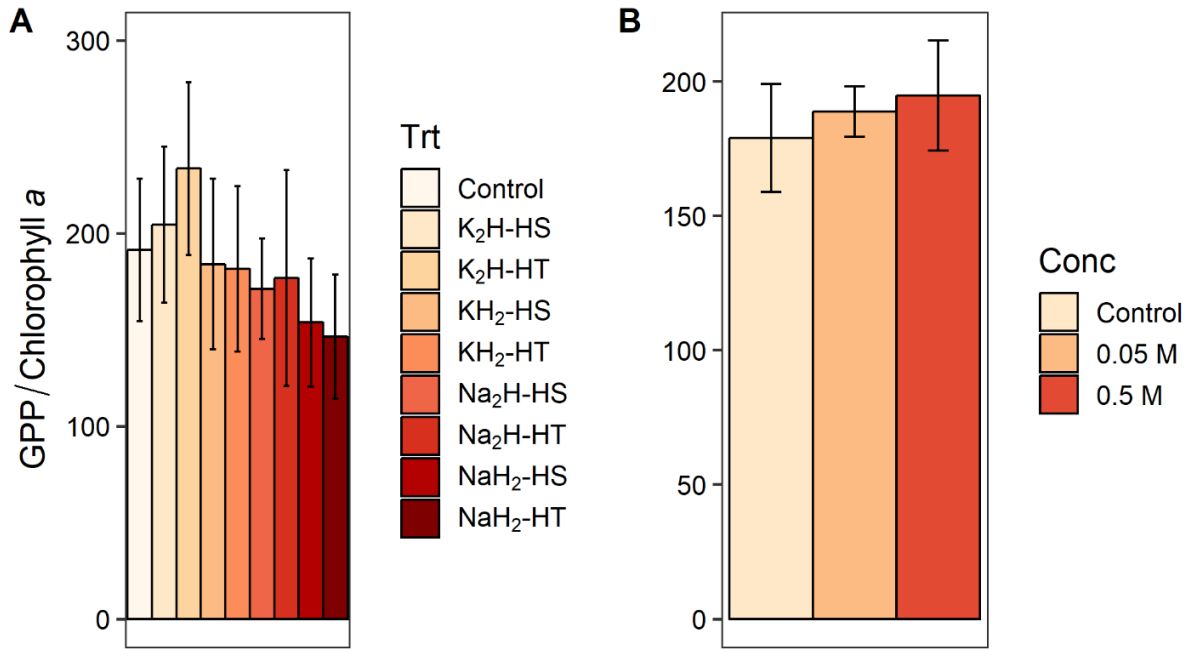 A
300
200
100
0
GPP/Chlorophyll a
Trt
Control
K₂H-HS
K₂H-HT
KH₂-HS
KH₂-HT
Na₂H-HS
Na₂H-HT
NaH₂-HS
NaH₂-HT
B
200
150
100
50
0
Conc
Control
0.05 M
0.5 M